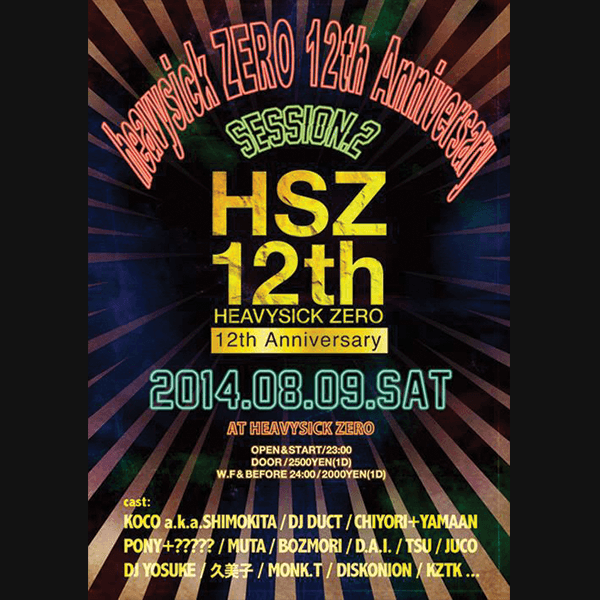 heavysick ZERO 12th Anniversary
SESSION.2
HSZ
12th
HEAVYSICK ZERO
12th Anniversary
2014.08.09.SAT
AT HEAVYSICK ZERO
OPEN&START/23:00
DOOR/2500YEN(1D)
W.F& BEFORE 24:00/2000YEN(1D)
cast:
KOCO a.k.a.SHIMOKITA / DJ DUCT / CHIYORI+YAMAAN
PONY+????? / MUTA / BOZMORI / D.A.I. / TSU / JUCO
DJ YOSUKE / 久美子 / MONK.T / DISKONION / KZTK ...